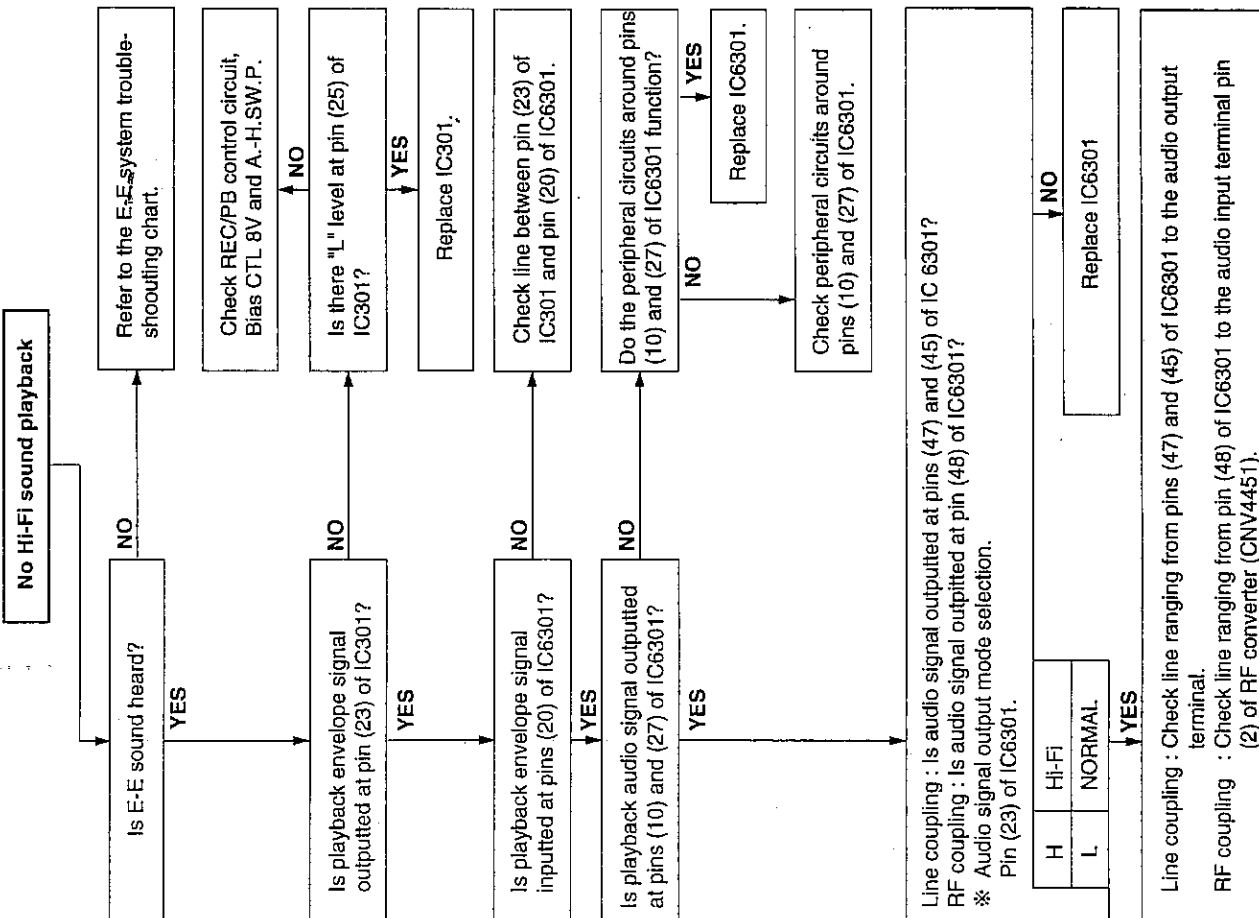 No Hi-Fi sound playback
Is E-E sound heard?
NO
Refer to the E-E system trouble-
shoouting chart.
YES
Is playback envelope signal
outputted at pin (23) of IC301?
NO
Is there "L" level at pin (25) of
IC301?
NO
Check REC/PB control circuit,
Bias CTL 8V and A.-H.SW.P.
YES
Replace IC301.
YES
Is playback envelope signal
inputted at pins (20) of IC6301?
NO
Check line between pin (23) of
IC301 and pin (20) of IC6301.
YES
Is playback audio signal outputted
at pins (10) and (27) of IC6301?
NO
Do the peripheral circuits around pins
(10) and (27) of IC6301 function?
YES
Replace IC6301.
NO
Check peripheral circuits around
pins (10) and (27) of IC6301.
YES
Line coupling : Is audio signal outputted at pins (47) and (45) of IC 6301?
RF coupling : Is audio signal outpitted at pin (48) of IC6301?
※ Audio signal output mode selection.
Pin (23) of IC6301.
H Hi-Fi
L NORMAL
NO
Replace IC6301
YES
Line coupling : Check line ranging from pins (47) and (45) of IC6301 to the audio output
terminal.
RF coupling : Check line ranging from pin (48) of IC6301 to the audio input terminal pin
(2) of RF converter (CNV4451).